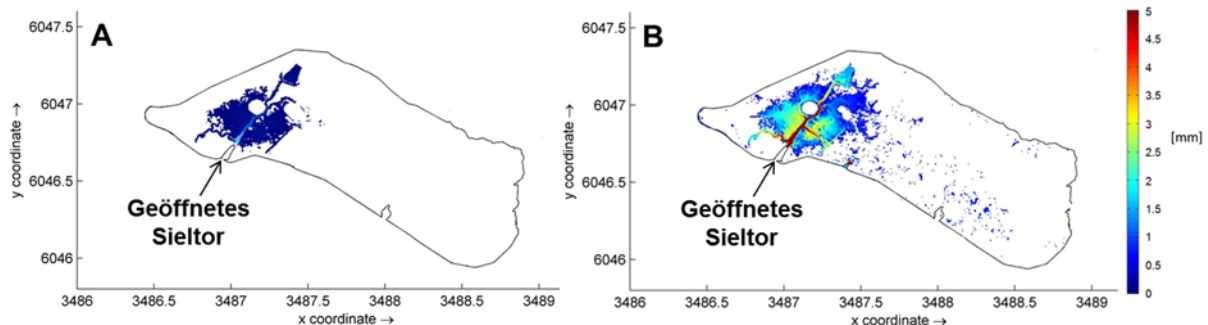 A
6047.5
6047
6046.5
6046
y coordinate →
Geöffnetes
Sieltor
3486 3486.5 3487 3487.5 3488 3488.5 3489
x coordinate →
B
6047.5
6047
6046.5
6046
y coordinate →
Geöffnetes
Sieltor
3486 3486.5 3487 3487.5 3488 3488.5 3489
x coordinate →
5
4.5
4
3.5
3
2.5
2
1.5
1
0.5
0
[mm]